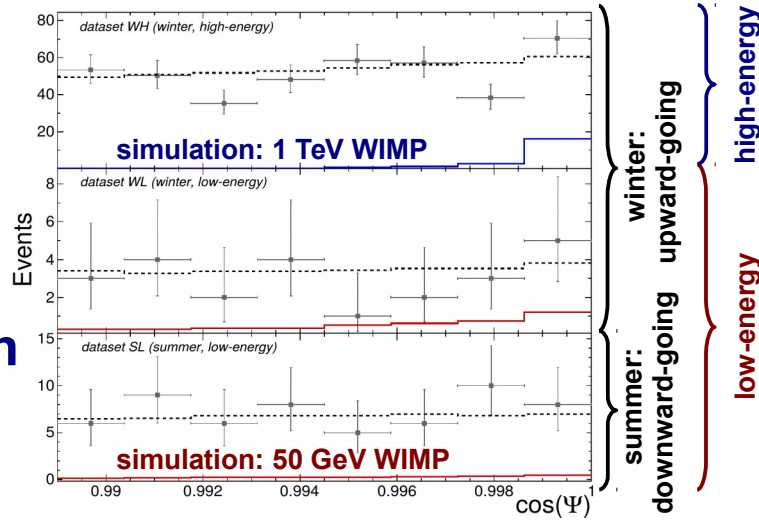 80
60
40
20
dataset WH (winter, high-energy)
simulation: 1 TeV WIMP
8
6
4
2
dataset WL (winter, low-energy)
Events
15
10
5
0
dataset SL (summer, low-energy)
simulation: 50 GeV WIMP
0.99
0.992
0.994
0.996
0.998
1
cos(Ψ)
n
winter:
upward-going
summer:
downward-going
high-energy
low-energy